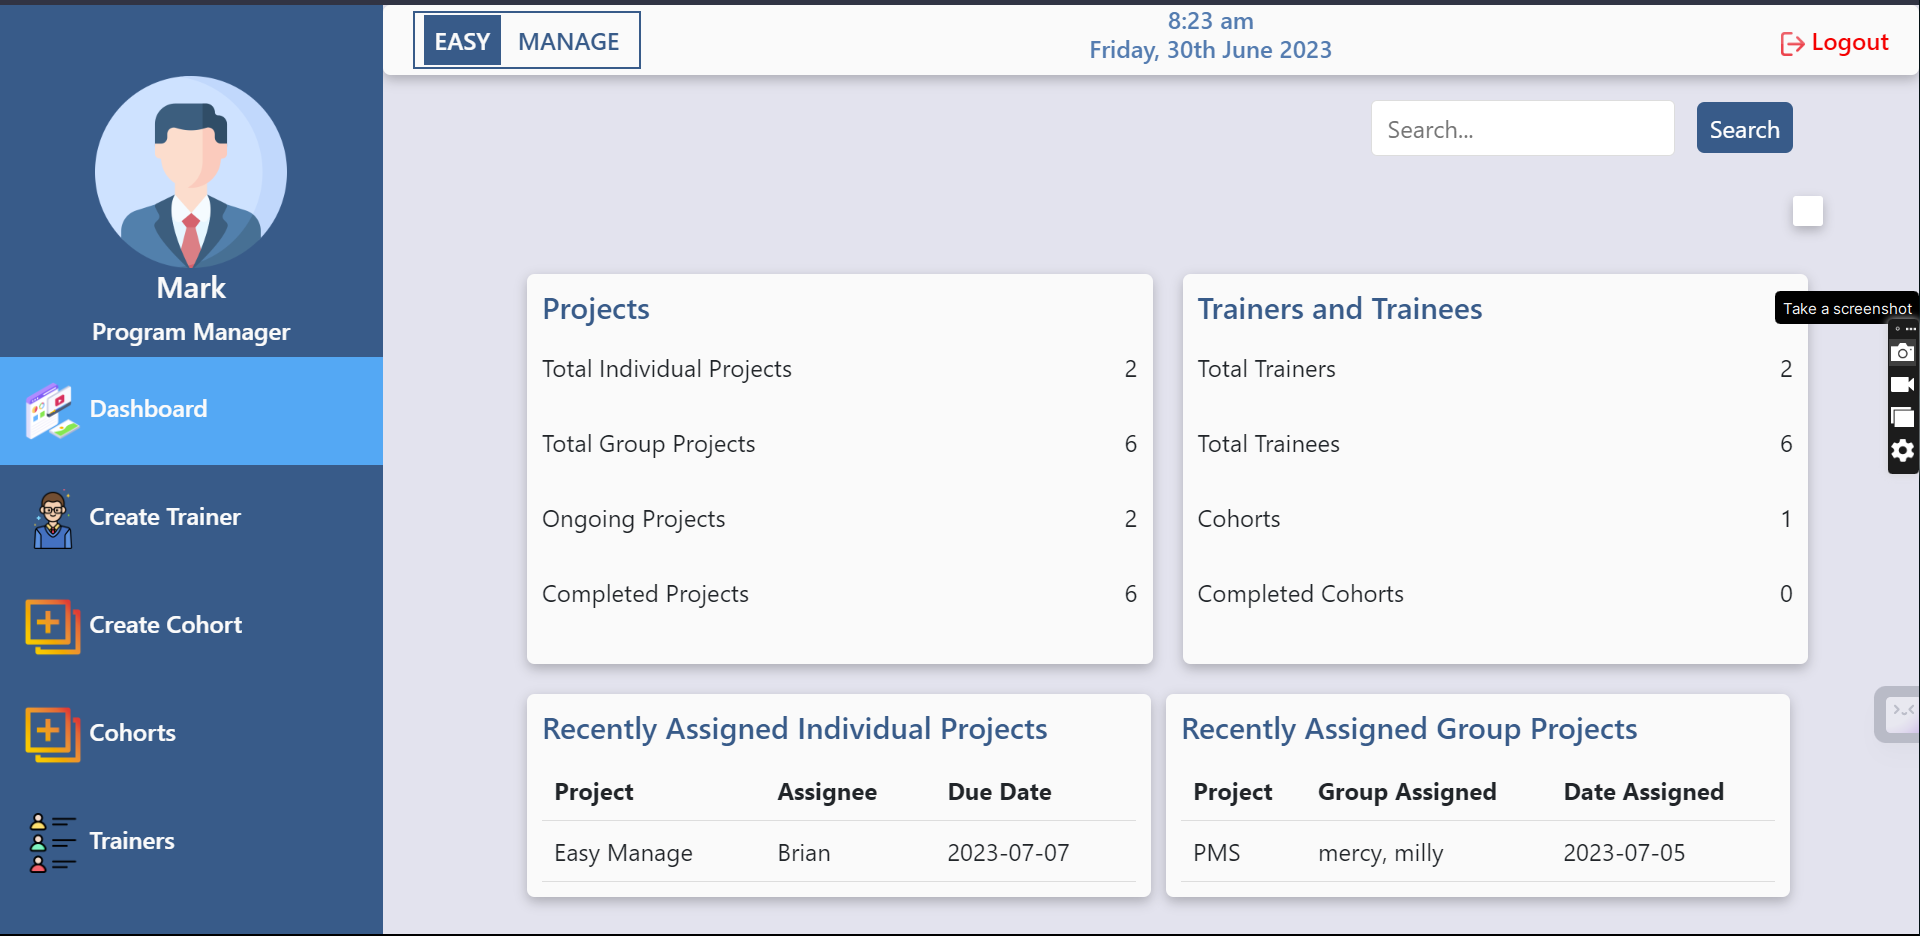 EASY MANAGE
8:23 am
Friday, 30th June 2023
Logout
Search...
Search
Mark
Program Manager
Dashboard
Create Trainer
Create Cohort
Cohorts
Trainers
Projects
Total Individual Projects 2
Total Group Projects 6
Ongoing Projects 2
Completed Projects 6
Trainers and Trainees
Total Trainers 2
Total Trainees 6
Cohorts 1
Completed Cohorts 0
Take a screenshot
Recently Assigned Individual Projects
Project Assignee Due Date
Easy Manage Brian 2023-07-07
Recently Assigned Group Projects
Project Group Assigned Date Assigned
PMS mercy, milly 2023-07-05